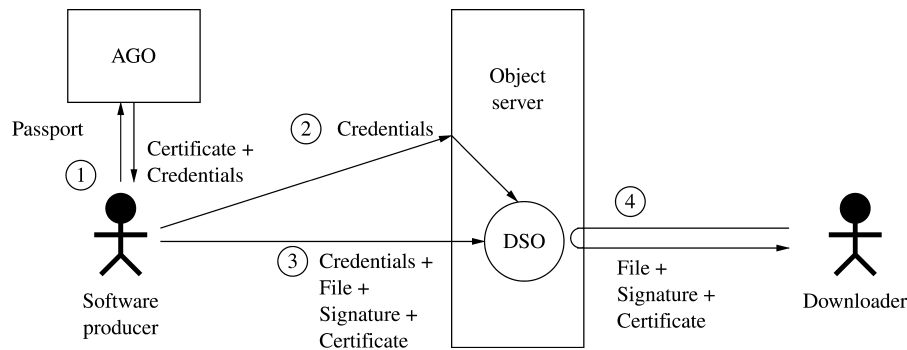 AGO
Object
server
Passport
2
Credentials
Certificate +
Credentials
1
4
DSO
3
Credentials +
File +
Signature +
Certificate
File +
Signature +
Certificate
Software
producer
Downloader